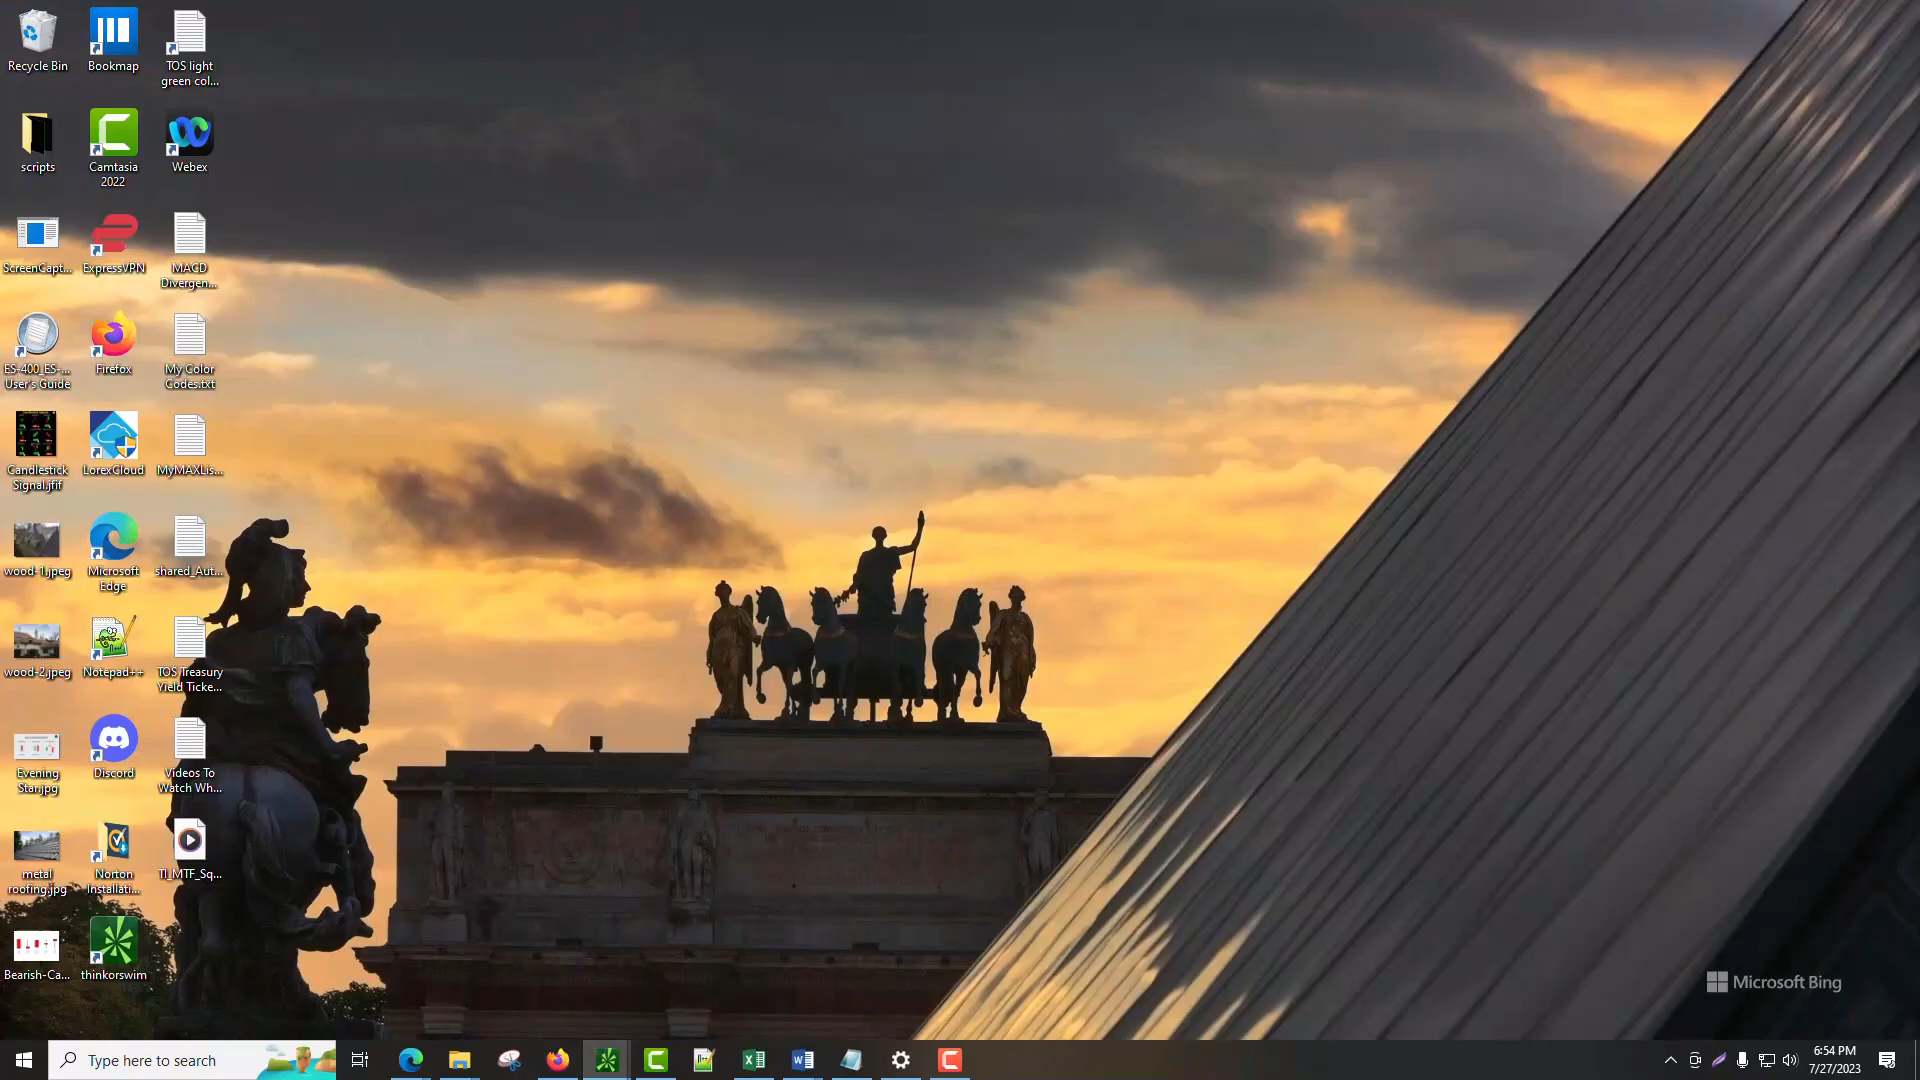 Recycle Bin
Bookmap
TOS light
green col...
scripts
Camtasia
2022
Webex
ScreenCapt...
ExpressVPN
MACD
Divergen...
ES-400_ES-...
User's Guide
Firefox
My Color
Codes.txt
Candlestick
Signal.jfif
LorexCloud
MyMAXLis...
wood-1.jpeg
Microsoft
Edge
shared_Aut...
wood-2.jpeg
Notepad++
TOS Treasury
Yield Ticke...
Evening
Star.jpg
Discord
Videos To
Watch Wh...
metal
roofing.jpg
Norton
Installati...
TI_MTF_Sq...
Bearish-Ca...
thinkorswim
Microsoft Bing
Type here to search
6:54 PM
7/27/2023